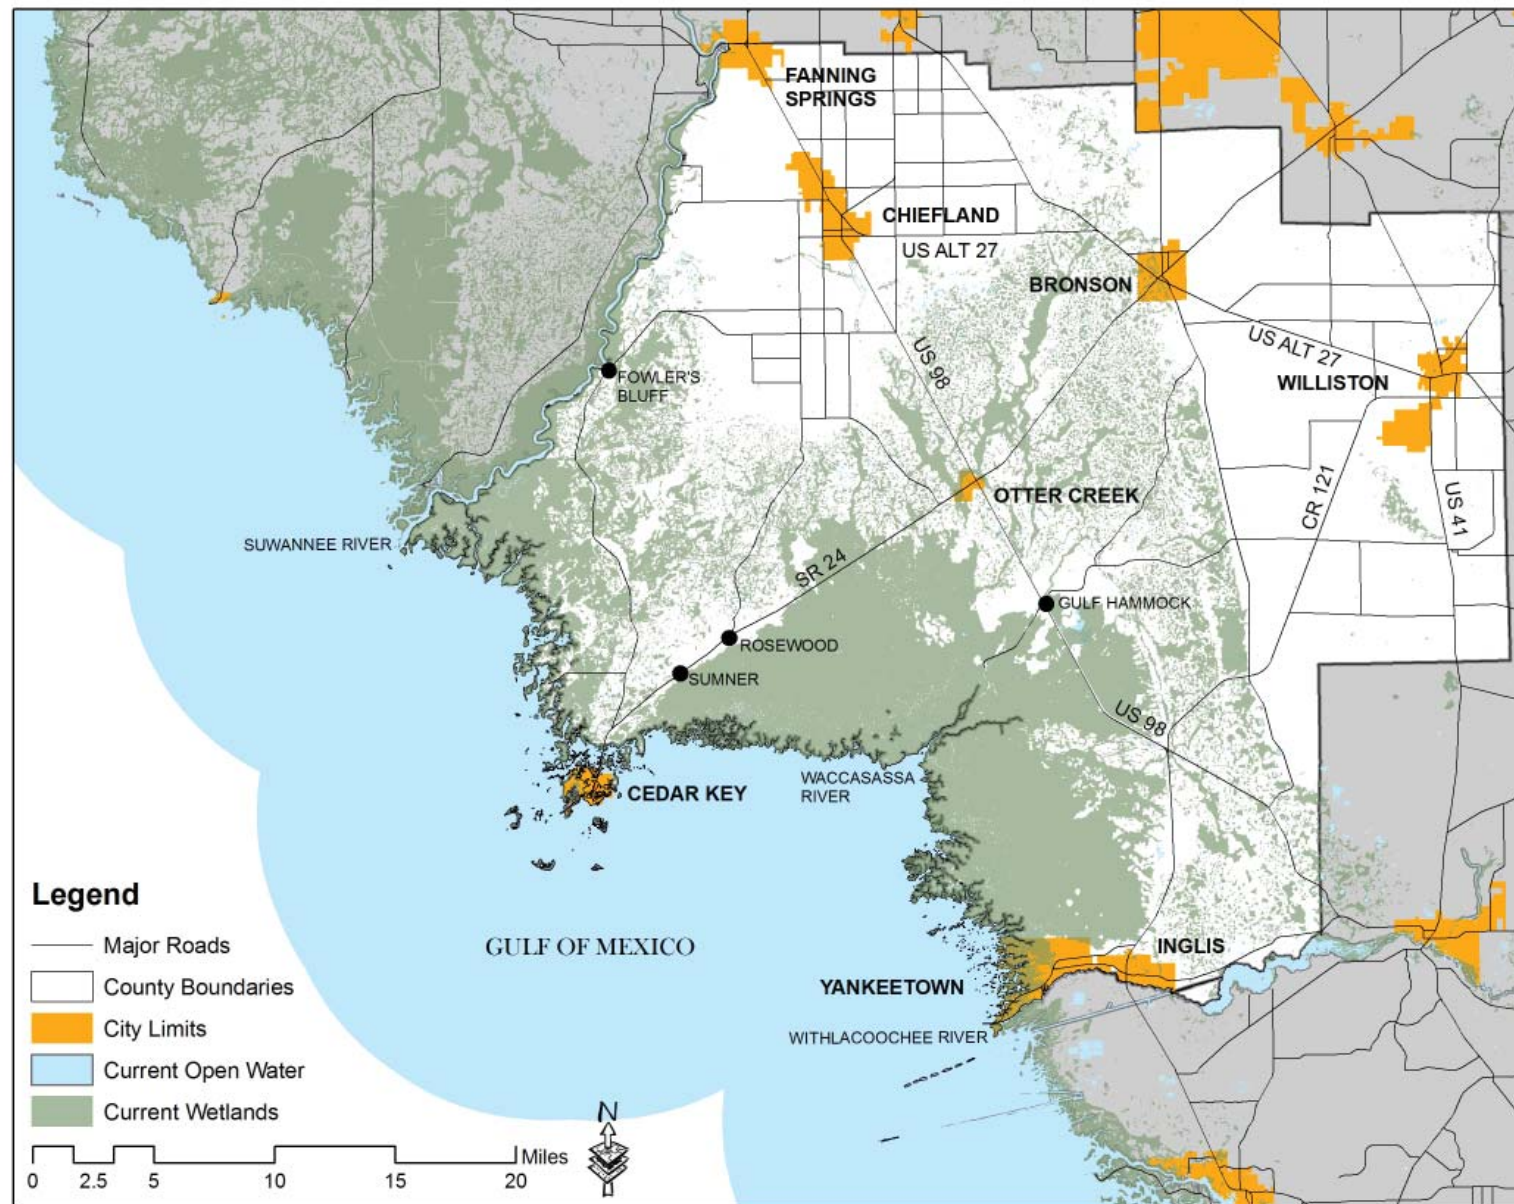 FANNING
SPRINGS
CHIEFLAND
US ALT 27
BRONSON
US 98
US ALT 27
WILLISTON
FOWLER'S
BLUFF
OTTER CREEK
CR 121
US 41
SUWANNEE RIVER
SR 24
GULF HAMMOCK
ROSEWOOD
SUMNER
US 98
WACCASASSA
RIVER
CEDAR KEY
GULF OF MEXICO
INGLIS
YANKEETOWN
WITHLACOOCHEE RIVER
Legend
Major Roads
County Boundaries
City Limits
Current Open Water
Current Wetlands
N
Miles
0 2.5 5 10 15 20